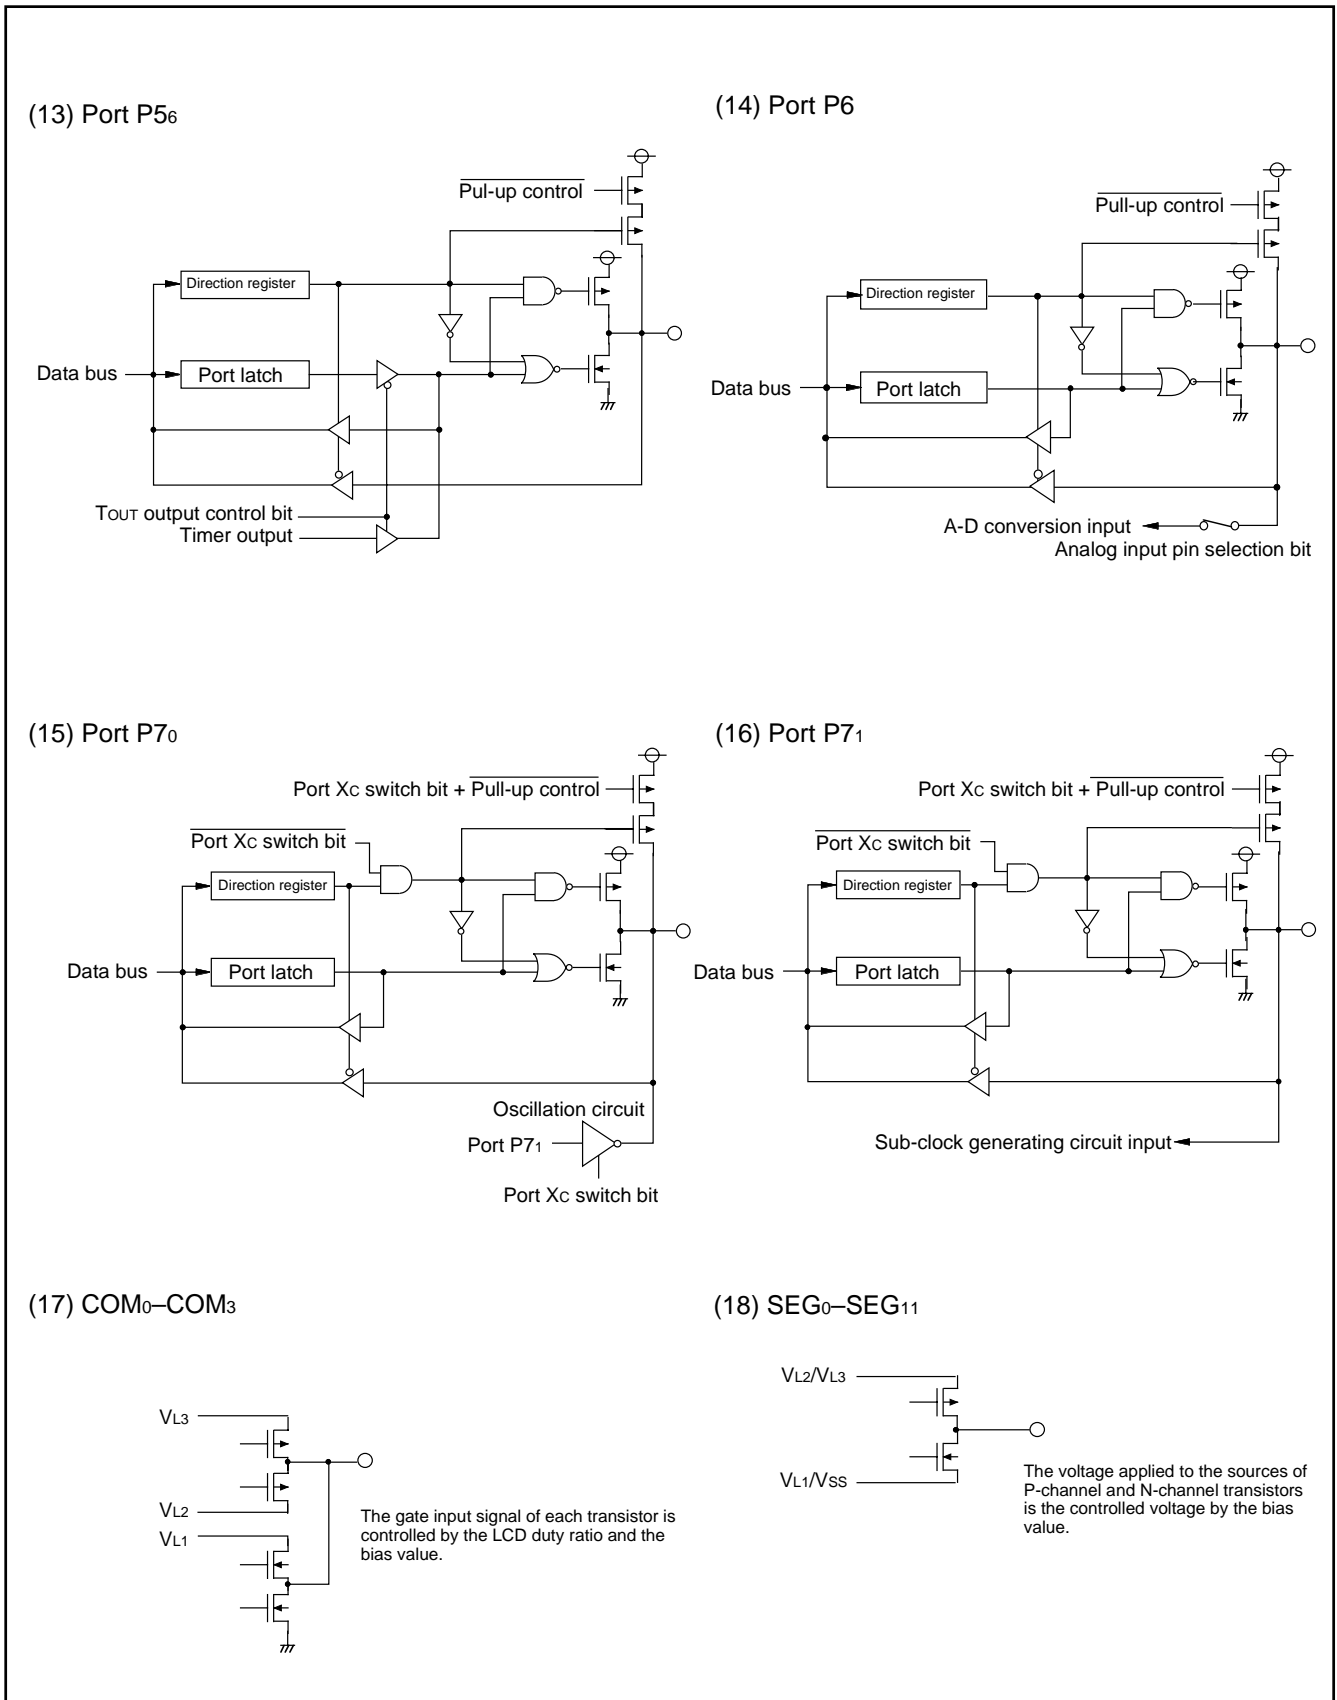 (13) Port P56
Pul-up control
Direction register
Data bus
Port latch
TOUT output control bit
Timer output
(14) Port P6
Pull-up control
Direction register
Data bus
Port latch
A-D conversion input
Analog input pin selection bit
(15) Port P70
Port XC switch bit + Pull-up control
Port XC switch bit
Direction register
Data bus
Port latch
Oscillation circuit
Port P71
Port XC switch bit
(16) Port P71
Port XC switch bit + Pull-up control
Port XC switch bit
Direction register
Data bus
Port latch
Sub-clock generating circuit input
(17) COM0–COM3
VL3
VL2
VL1
The gate input signal of each transistor is
controlled by the LCD duty ratio and the
bias value.
(18) SEG0–SEG11
VL2/VL3
VL1/VSS
The voltage applied to the sources of
P-channel and N-channel transistors
is the controlled voltage by the bias
value.